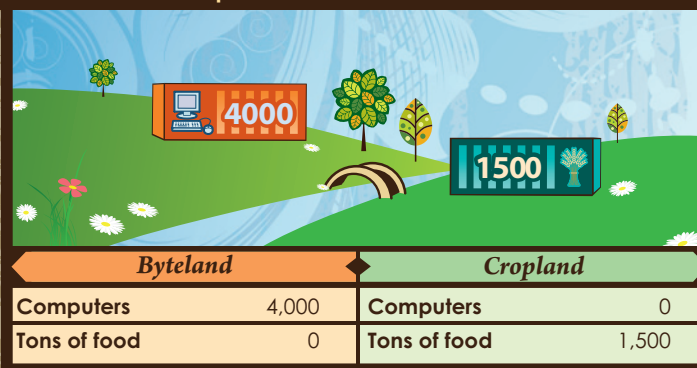 4000
1500
Byteland Cropland
Computers 4,000 Computers 0
Tons of food 0 Tons of food 1,500